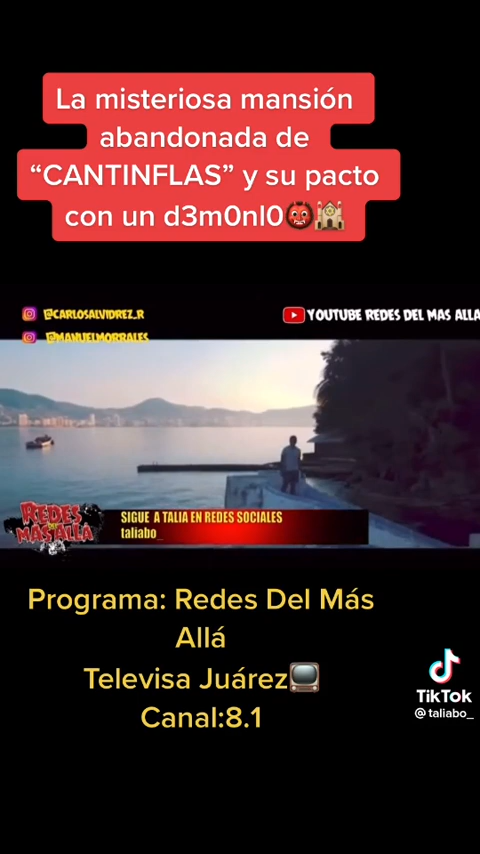 La misteriosa mansión
abandonada de
“CANTINFLAS” y su pacto
con un d3m0nl0👹🕍
@CARLOSALVIDREZ_R
YOUTUBE REDES DEL MAS ALLA
@MANUELMORRALES
REDES
DEL
MAS ALLA
SIGUE A TALIA EN REDES SOCIALES
taliabo_
Programa: Redes Del Más
Allá
Televisa Juárez📺
Canal:8.1
TikTok
@taliabo_